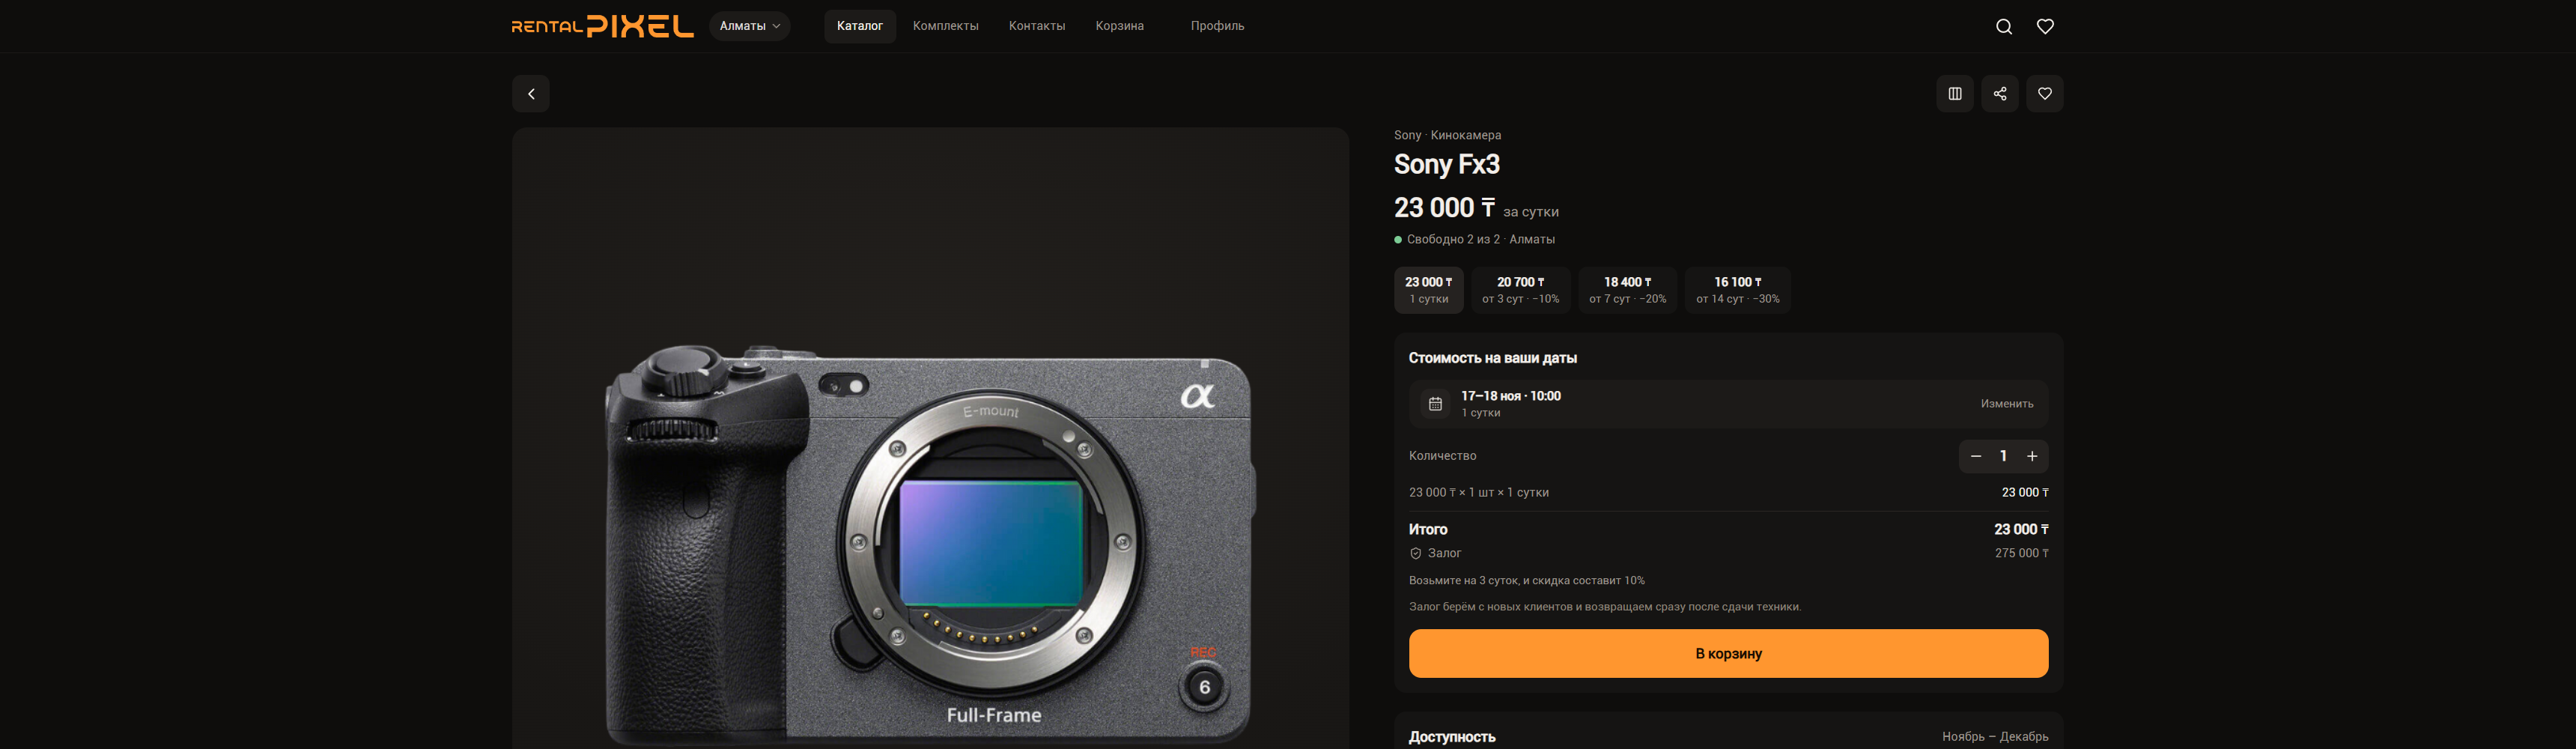 RENTAL PIXEL
Алматы
Каталог
Комплекты
Контакты
Корзина
Профиль
Sony · Кинокамера
Sony Fx3
23 000 ₸ за сутки
Свободно 2 из 2 · Алматы
23 000 ₸
1 сутки
20 700 ₸
от 3 сут · −10%
18 400 ₸
от 7 сут · −20%
16 100 ₸
от 14 сут · −30%
Стоимость на ваши даты
17–18 ноя · 10:00
1 сутки
Изменить
Количество
1
23 000 ₸ × 1 шт × 1 сутки
23 000 ₸
Итого
23 000 ₸
Залог
275 000 ₸
Возьмите на 3 суток, и скидка составит 10%
Залог берём с новых клиентов и возвращаем сразу после сдачи техники.
В корзину
Доступность
Ноябрь – Декабрь
α
E-mount
REC
6
Full-Frame